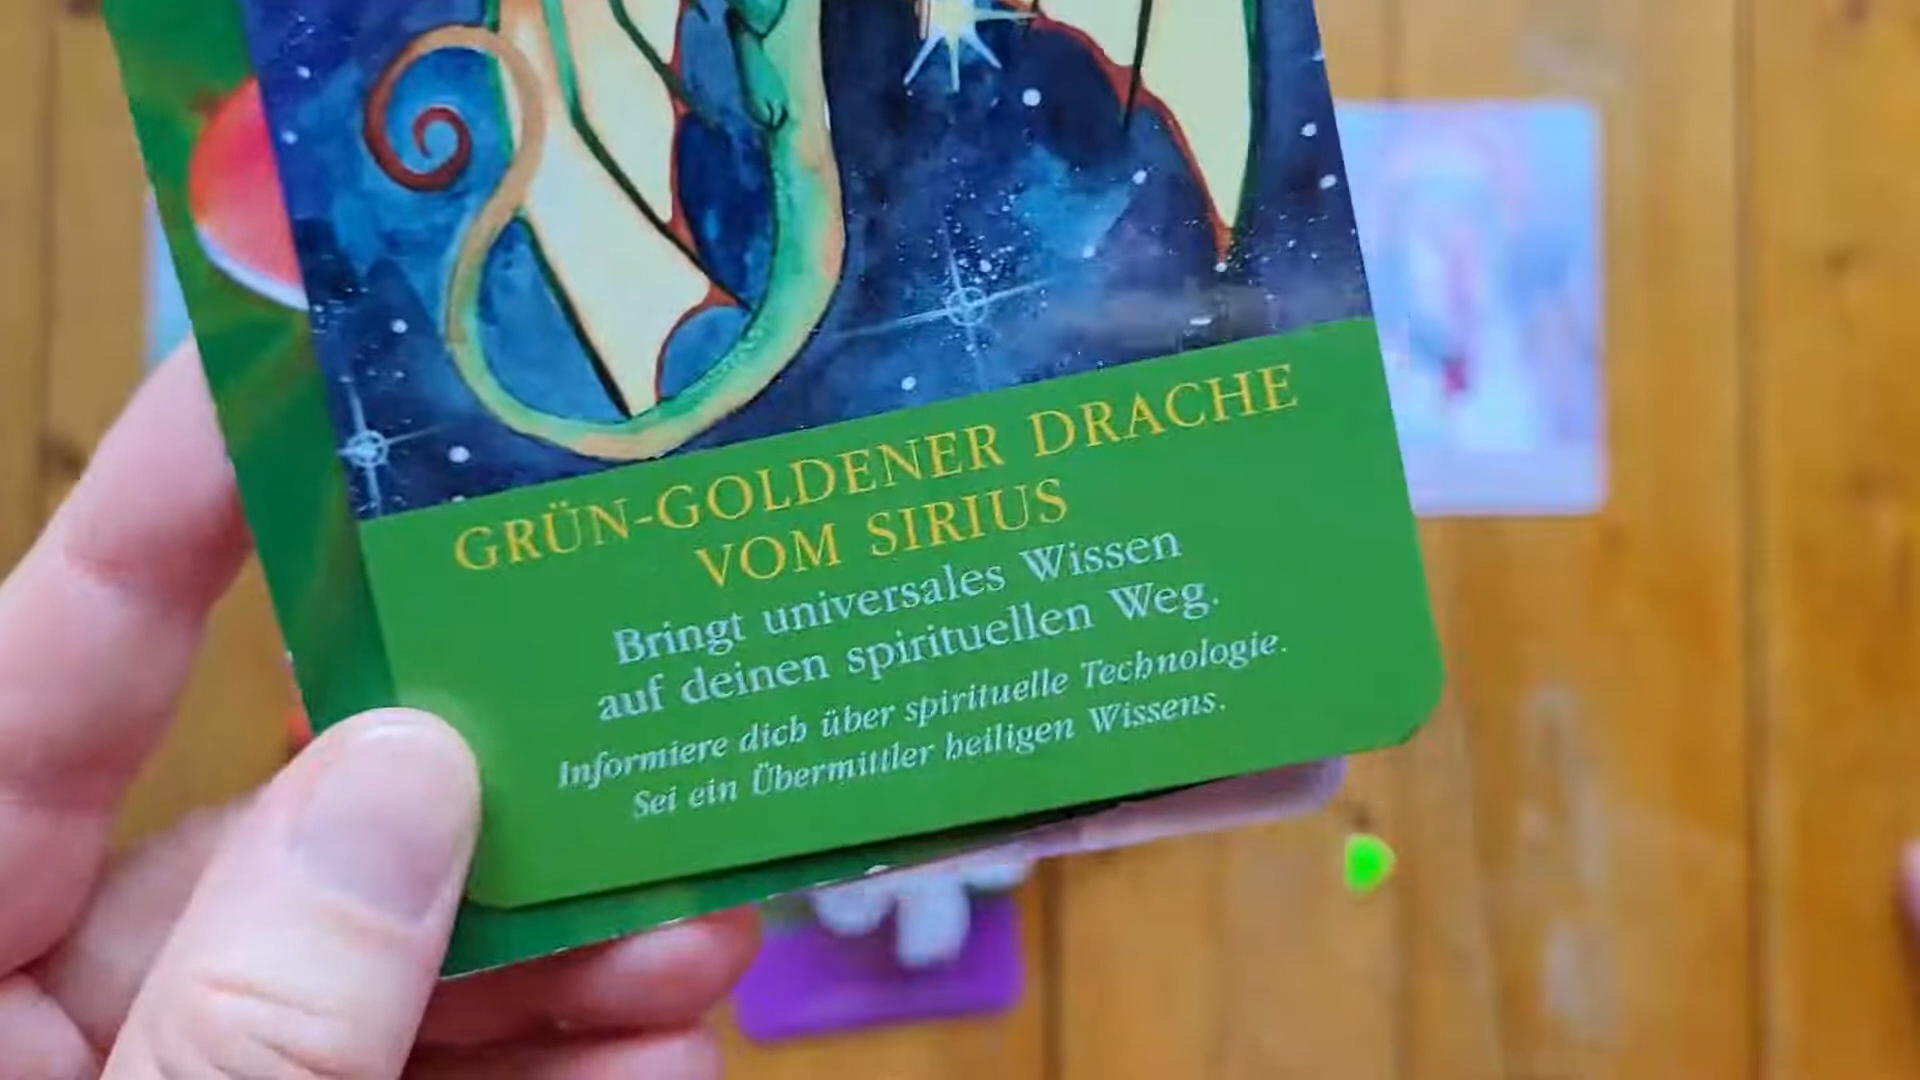 GRÜN-GOLDENER DRACHE
VOM SIRIUS
Bringt universales Wissen
auf deinen spirituellen Weg.
Informiere dich über spirituelle Technologie.
Sei ein Übermittler heiligen Wissens.